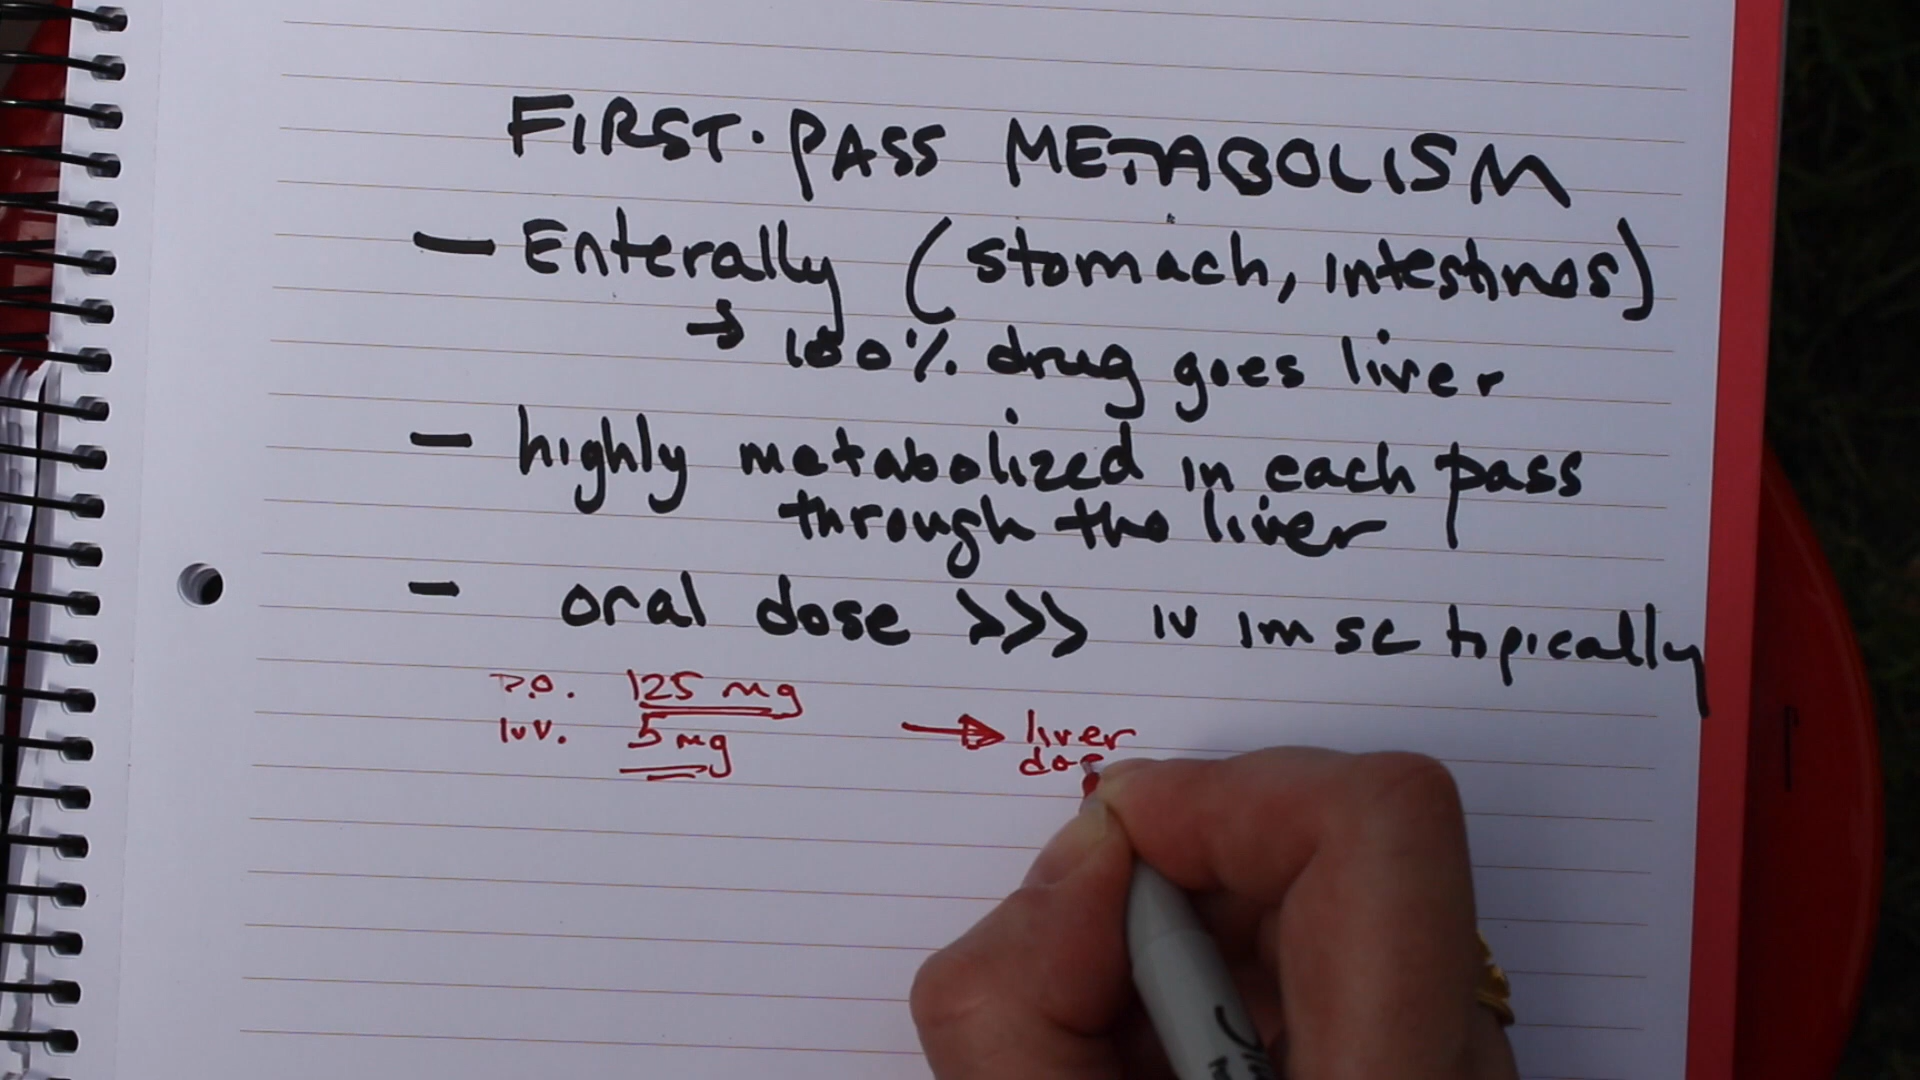 FIRST-PASS METABOLISM
- Enterally (stomach, intestines)
→ 100% drug goes liver
- highly metabolized in each pass
through the liver
- oral dose >>> IV IM SC typically
P.O. 125 mg
I.V. 5 mg
→ liver